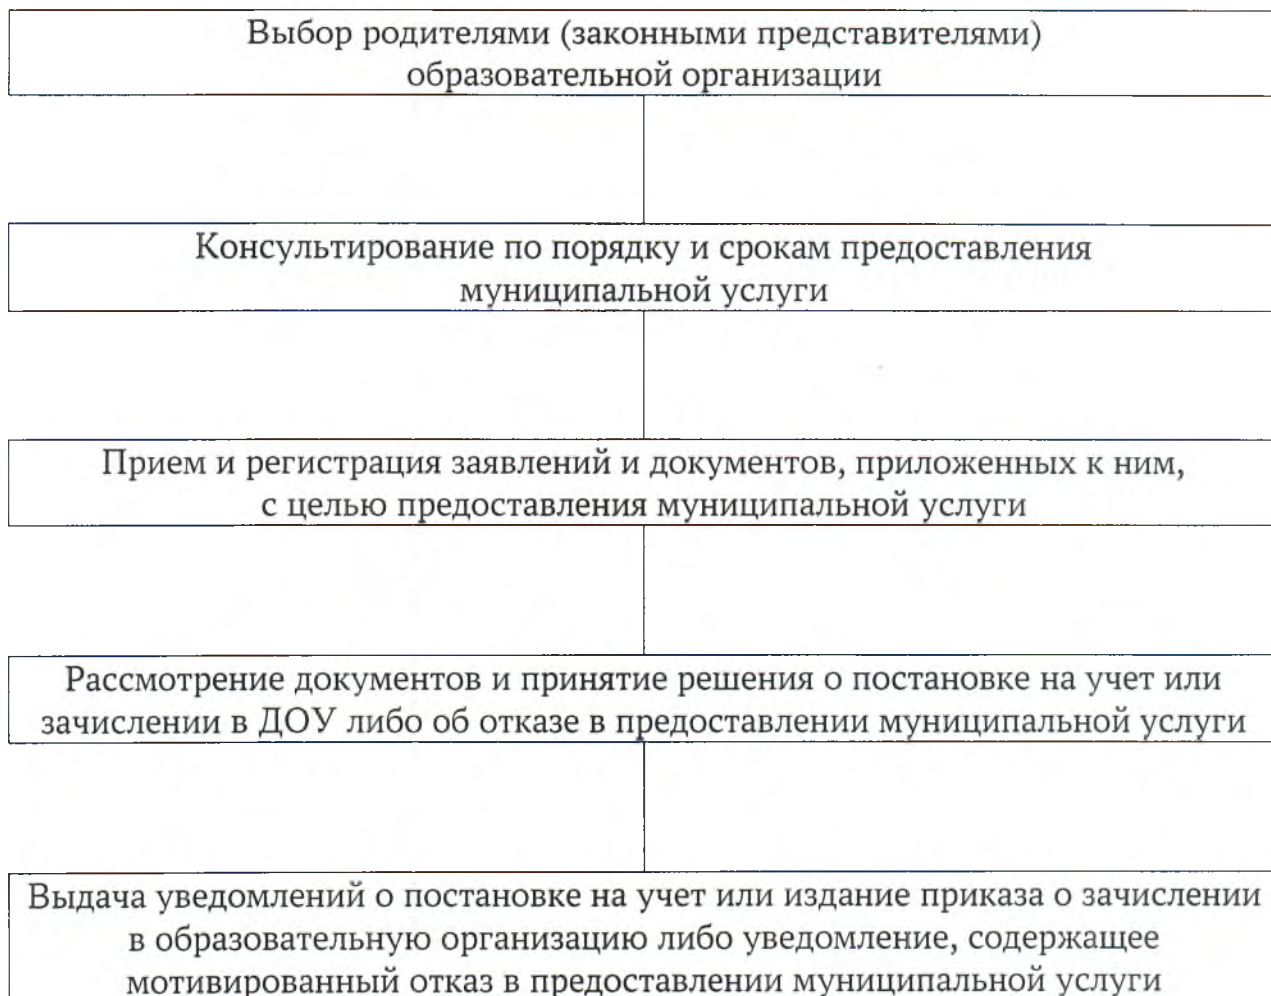 Выбор родителями (законными представителями)
образовательной организации
Консультирование по порядку и срокам предоставления
муниципальной услуги
Прием и регистрация заявлений и документов, приложенных к ним,
с целью предоставления муниципальной услуги
Рассмотрение документов и принятие решения о постановке на учет или
зачислении в ДОУ либо об отказе в предоставлении муниципальной услуги
Выдача уведомлений о постановке на учет или издание приказа о зачислении
в образовательную организацию либо уведомление, содержащее
мотивированный отказ в предоставлении муниципальной услуги